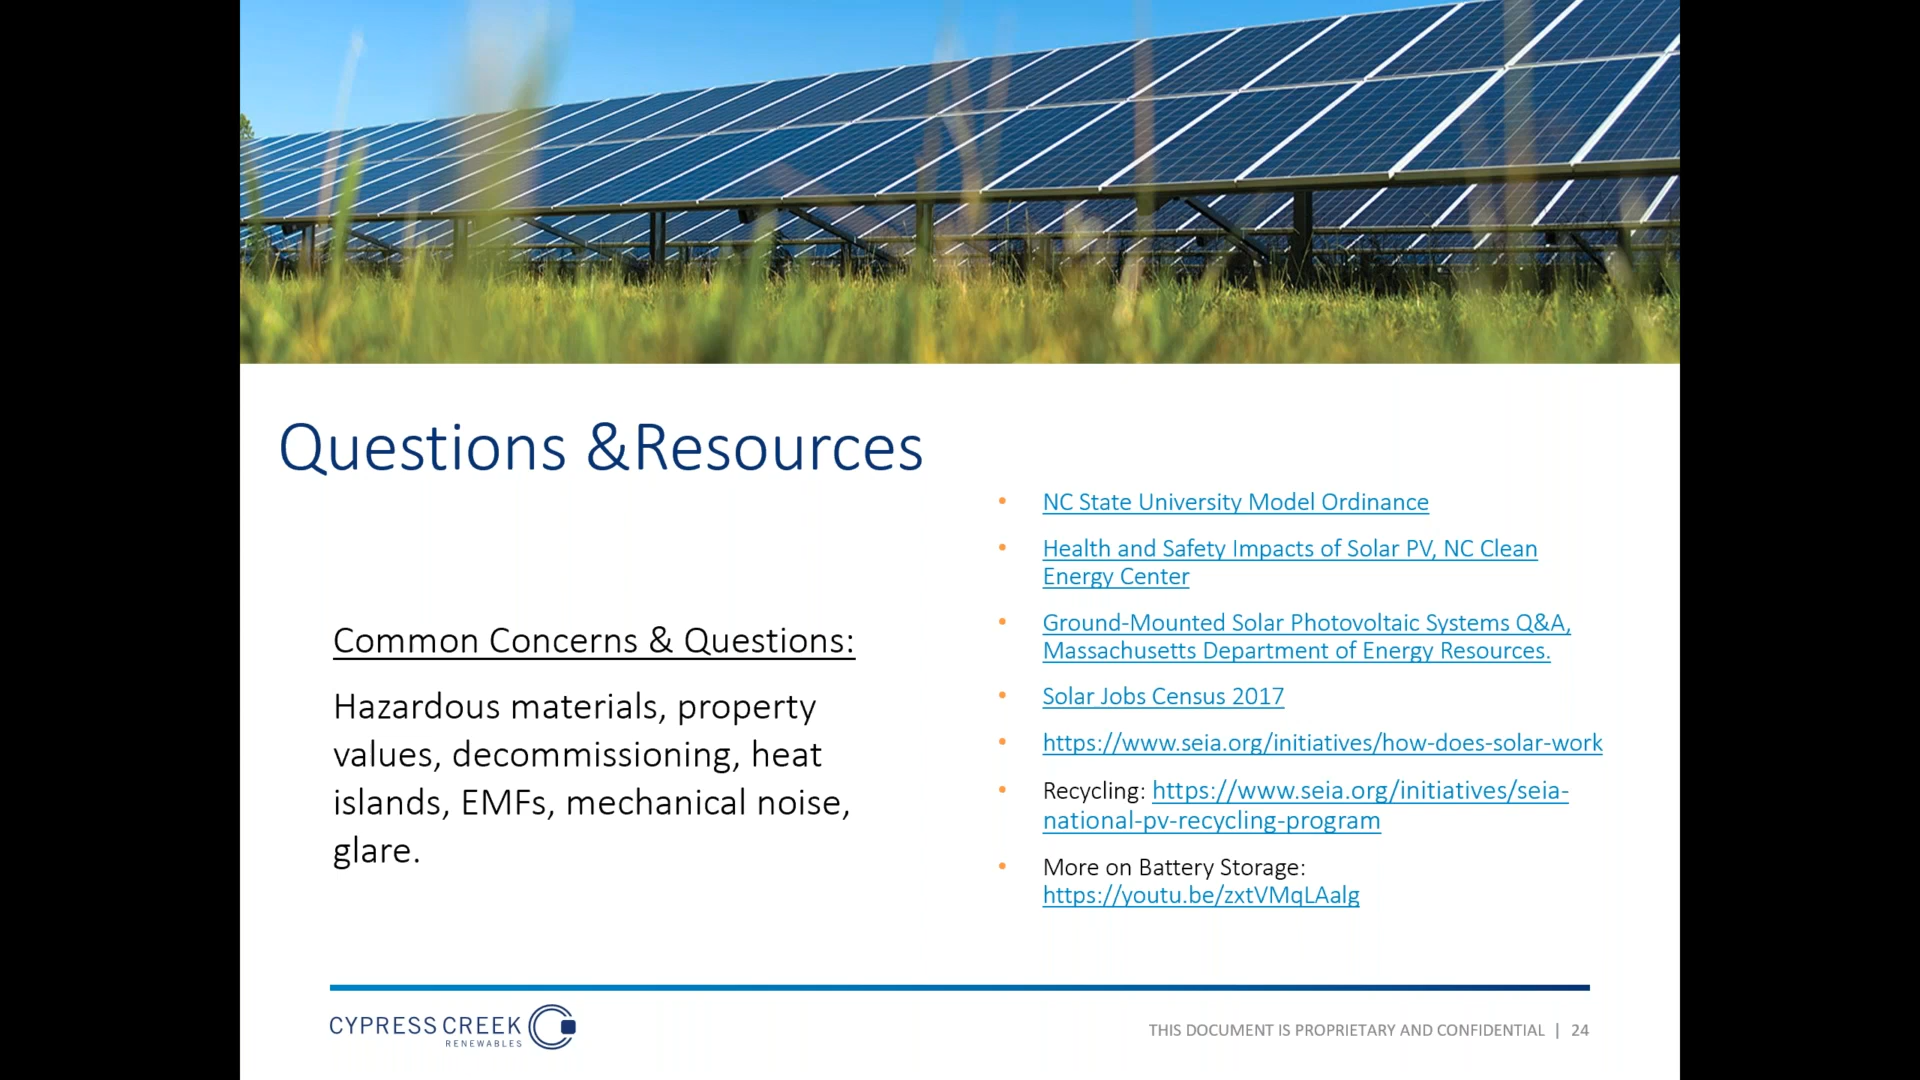 Questions &Resources
Common Concerns & Questions:
Hazardous materials, property
values, decommissioning, heat
islands, EMFs, mechanical noise,
glare.
• NC State University Model Ordinance
• Health and Safety Impacts of Solar PV, NC Clean
Energy Center
• Ground-Mounted Solar Photovoltaic Systems Q&A,
Massachusetts Department of Energy Resources.
• Solar Jobs Census 2017
• https://www.seia.org/initiatives/how-does-solar-work
• Recycling: https://www.seia.org/initiatives/seia-
national-pv-recycling-program
• More on Battery Storage:
https://youtu.be/zxtVMqLAalg
CYPRESS CREEK
RENEWABLES
THIS DOCUMENT IS PROPRIETARY AND CONFIDENTIAL | 24